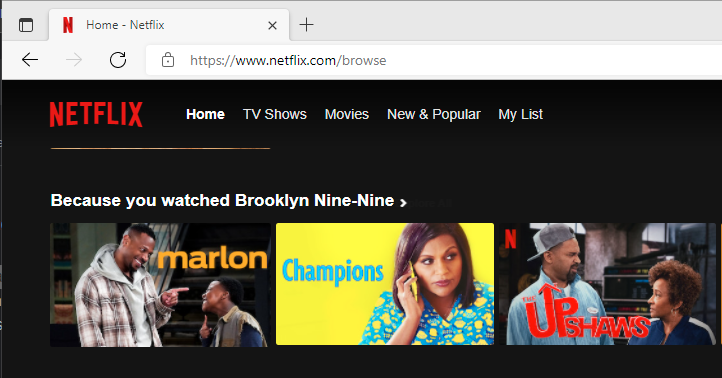 Home - Netflix
https://www.netflix.com/browse
NETFLIX Home TV Shows Movies New & Popular My List
Because you watched Brooklyn Nine-Nine
marlon
Champions
N
THE UPSHAWS